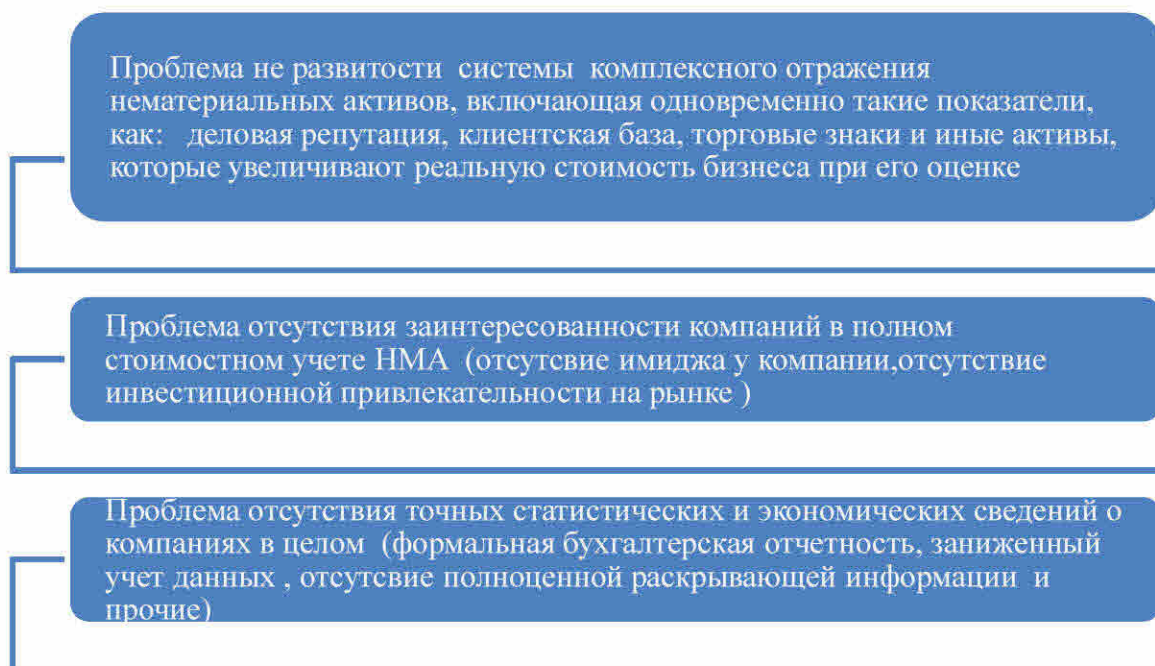 Проблема не развитости системы комплексного отражения
нематериальных активов, включающая одновременно такие показатели,
как: деловая репутация, клиентская база, торговые знаки и иные активы,
которые увеличивают реальную стоимость бизнеса при его оценке
Проблема отсутствия заинтересованности компаний в полном
стоимостном учете НМА (отсутсвие имиджа у компании,отсутствие
инвестиционной привлекательности на рынке )
Проблема отсутствия точных статистических и экономических сведений о
компаниях в целом (формальная бухгалтерская отчетность, заниженный
учет данных , отсутсвие полноценной раскрывающей информации и
прочие)